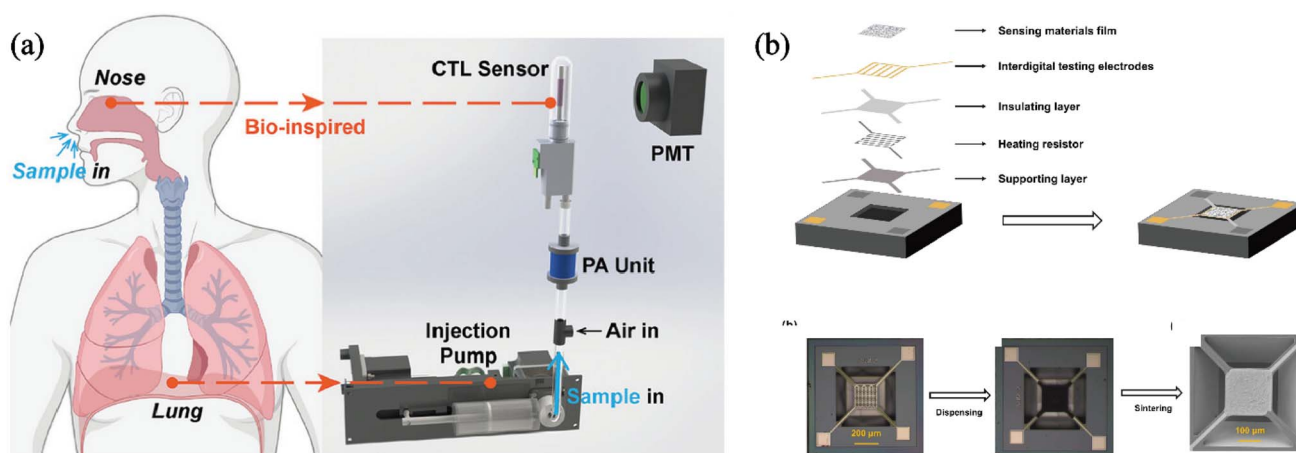 (a)
Nose
Sample in
Bio-inspired
Lung
CTL Sensor
PMT
PA Unit
Air in
Injection
Pump
Sample in
(b)
Sensing materials film
Interdigital testing electrodes
Insulating layer
Heating resistor
Supporting layer
200 μm
Dispensing
Sintering
100 μm